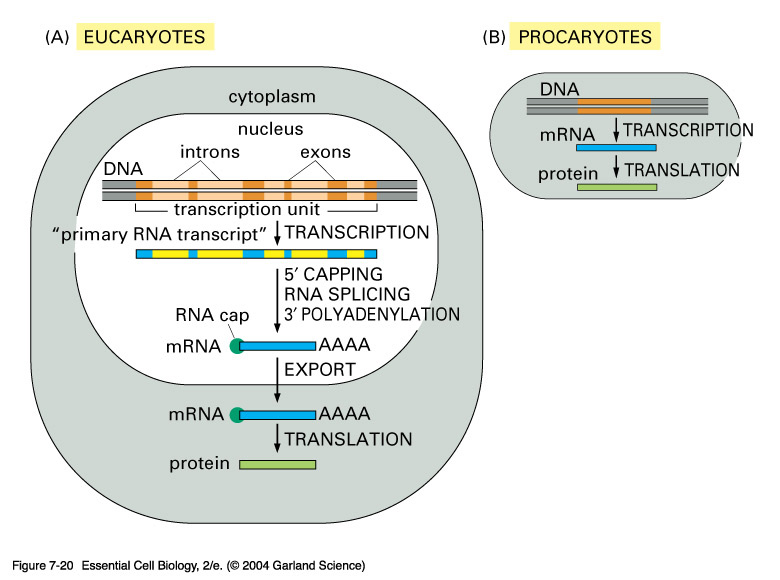 (A) EUCARYOTES
cytoplasm
nucleus
introns exons
DNA
transcription unit
“primary RNA transcript” TRANSCRIPTION
5′ CAPPING
RNA SPLICING
3′ POLYADENYLATION
RNA cap
mRNA AAAA
EXPORT
mRNA AAAA
TRANSLATION
protein
(B) PROCARYOTES
DNA
TRANSCRIPTION
mRNA
protein TRANSLATION
Figure 7-20 Essential Cell Biology, 2/e. (© 2004 Garland Science)